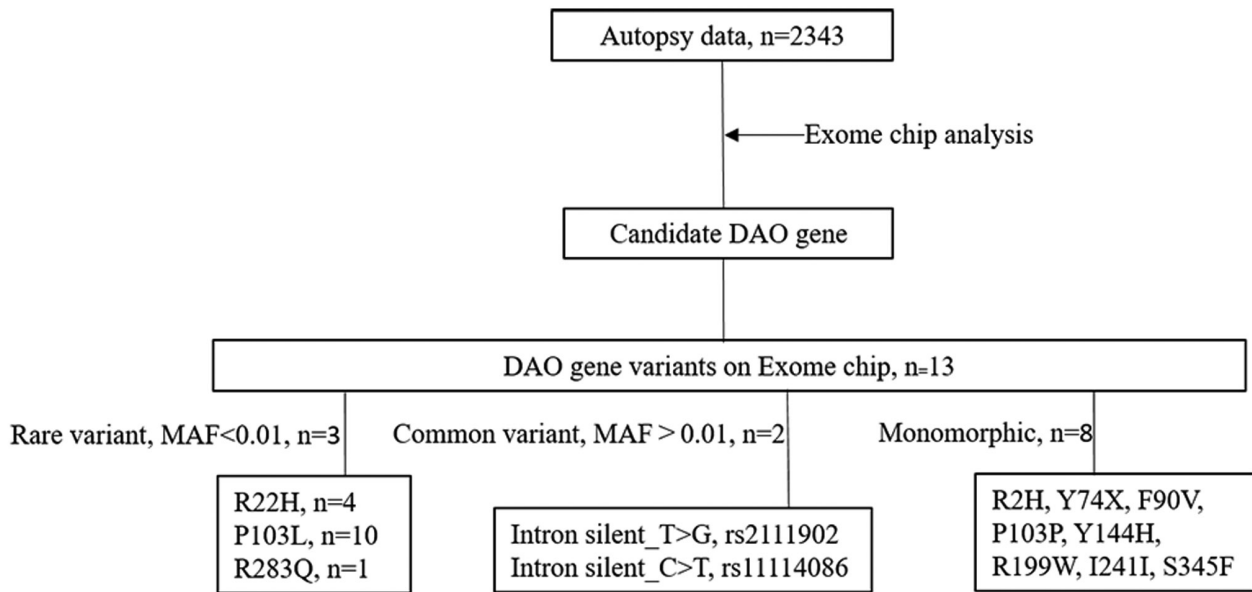 Autopsy data, n=2343
Exome chip analysis
Candidate DAO gene
DAO gene variants on Exome chip, n=13
Rare variant, MAF<0.01, n=3
Common variant, MAF > 0.01, n=2
Monomorphic, n=8
R22H, n=4
P103L, n=10
R283Q, n=1
Intron silent_T>G, rs2111902
Intron silent_C>T, rs11114086
R2H, Y74X, F90V,
P103P, Y144H,
R199W, I241I, S345F